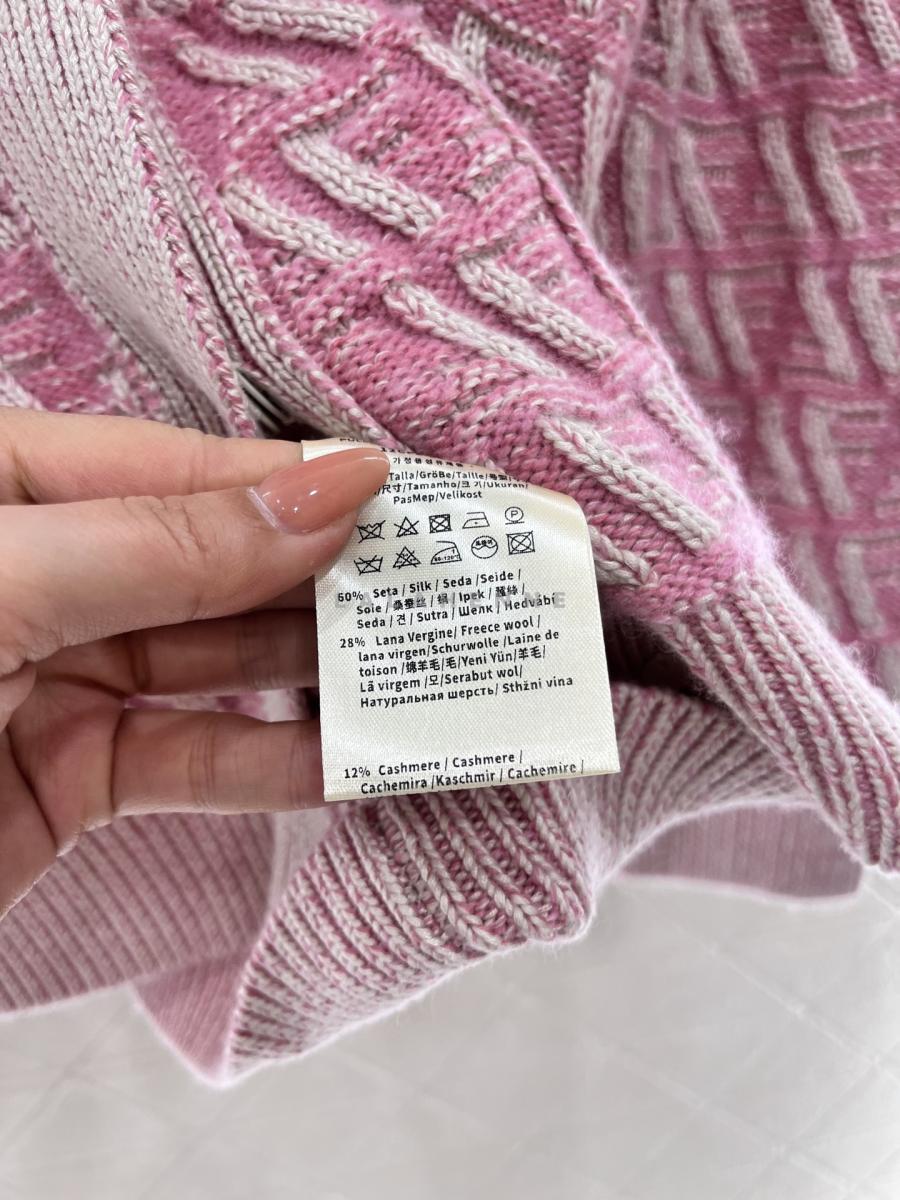 Talla/GröBe/Taille/
/尺寸/Tamanho/크기/Ukuran/
PasMep/Velikost
60% Seta / Silk / Seda /Seide /
Soie /桑蚕丝/ / Ipek / 蠶絲 /
Seda /견 / Sutra / Шелк / Hedvábí
28% Lana Vergine/ Freece wool /
lana virgen/Schurwolle /Laine de
toison /绵羊毛/毛/Yeni Yün/羊毛/
Lã virgem /모/Serabut wol/
Натуральная шерсть/ Sthžni vina
12% Cashmere / Cashmere /
Cachemira /Kaschmir / Cachemire /